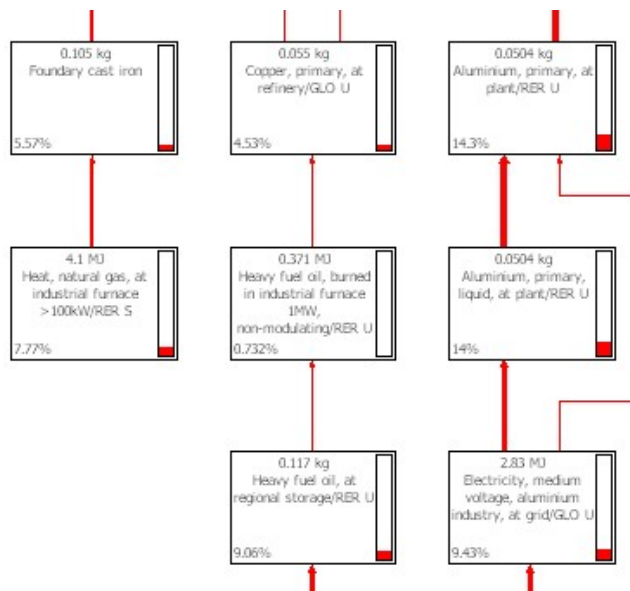 0.105 kg
Foundary cast iron
5.57%
0.055 kg
Copper, primary, at
refinery/GLO U
4.53%
0.0504 kg
Aluminium, primary, at
plant/RER U
14.3%
4.1 MJ
Heat, natural gas, at
industrial furnace
>100kW/RER S
7.77%
0.371 MJ
Heavy fuel oil, burned
in industrial furnace
1MW,
non-modulating/RER U
0.732%
0.0504 kg
Aluminium, primary,
liquid, at plant/RER U
14%
0.117 kg
Heavy fuel oil, at
regional storage/RER U
9.06%
2.83 MJ
Electricity, medium
voltage, aluminium
industry, at grid/GLO U
9.43%